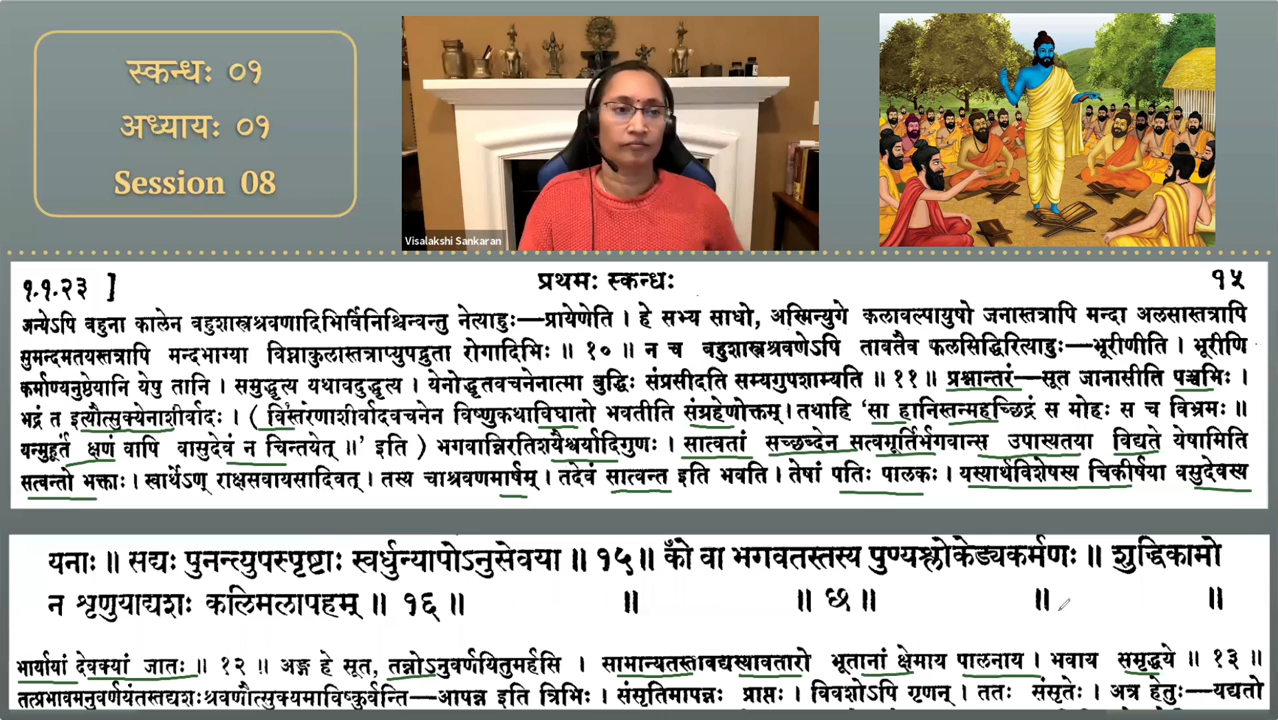 स्कन्धः ०१
अध्यायः ०१
Session 08
Visalakshi Sankaran
१.१.२३ ]
प्रथमः स्कन्धः
१५
अन्येऽपि बहुना कालेन बहुशास्त्रश्रवणादिभिर्विनिश्चिन्वन्तु नेत्याहुः—प्रायेणेति । हे सभ्य साधो, अस्मिन्युगे कलावल्पायुषो जनास्तत्रापि मन्दा अलसास्तत्रापि
सुमन्दमतयस्तत्रापि मन्दभाग्या विघ्नाकुलास्तत्राप्युपद्रुता रोगादिभिः ॥ १० ॥ न च बहुशास्त्रश्रवणेऽपि तावतैव फलसिद्धिरित्याहुः—भूरीणीति । भूरीणि
कर्माण्यनुष्ठेयानि येषु तानि । समुद्धृत्य यथावदुद्धृत्य । येनोद्धृतवचनेनात्मा बुद्धिः संप्रसीदति सम्यगुपशाम्यति ॥ ११ ॥ प्रश्नान्तरं—सूत जानासीति पञ्चभिः ।
भद्रं त इत्यौत्सुक्येनाशीर्वादः । ( विस्तरेणाशीर्वादवचनेन विष्णुकथाविघातो भवतीति संग्रहेणोक्तम् । तथाहि 'सा हानिस्तन्महच्छिद्रं स मोहः स च विभ्रमः ॥
यन्मुहूर्तं क्षणं वापि वासुदेवं न चिन्तयेत् ॥' इति ) भगवान्निरतिशयैश्वर्यादिगुणः । सात्वतां सच्छब्देन सत्वमूर्तिर्भगवान्स उपास्यतया विद्यते येषामिति
सत्वन्तो भक्ताः । स्वार्थेऽण् राक्षसवायसादिवत् । तस्य चाश्रवणमार्षम् । तदेवं सात्वन्त इति भवति । तेषां पतिः पालकः । यस्यार्थविशेषस्य चिकीर्षया वसुदेवस्य
यनाः ॥ सद्यः पुनन्त्युपस्पृष्टाः स्वर्धुन्यापोऽनुसेवया ॥ १५ ॥ को वा भगवतस्तस्य पुण्यश्लोकेड्यकर्मणः ॥ शुद्धिकामो
न शृणुयाद्यशः कलिमलापहम् ॥ १६ ॥ ॥ ॥ छ ॥ ॥ ॥
भार्यायां देवक्यां जातः ॥ १२ ॥ अङ्ग हे सूत, तन्नोऽनुवर्णयितुमर्हसि । सामान्यतस्तावद्यस्यावतारो भूतानां क्षेमाय पालनाय । भवाय समृद्धये ॥ १३ ॥
तत्प्रभावमनुवर्णयंतस्तद्यशःश्रवणौत्सुक्यमाविष्कुर्वन्ति—आपन्न इति त्रिभिः । संसृतिमापन्नः प्राप्तः । विवशोऽपि गृणन् । ततः संसृतेः । अत्र हेतुः—यद्यतो